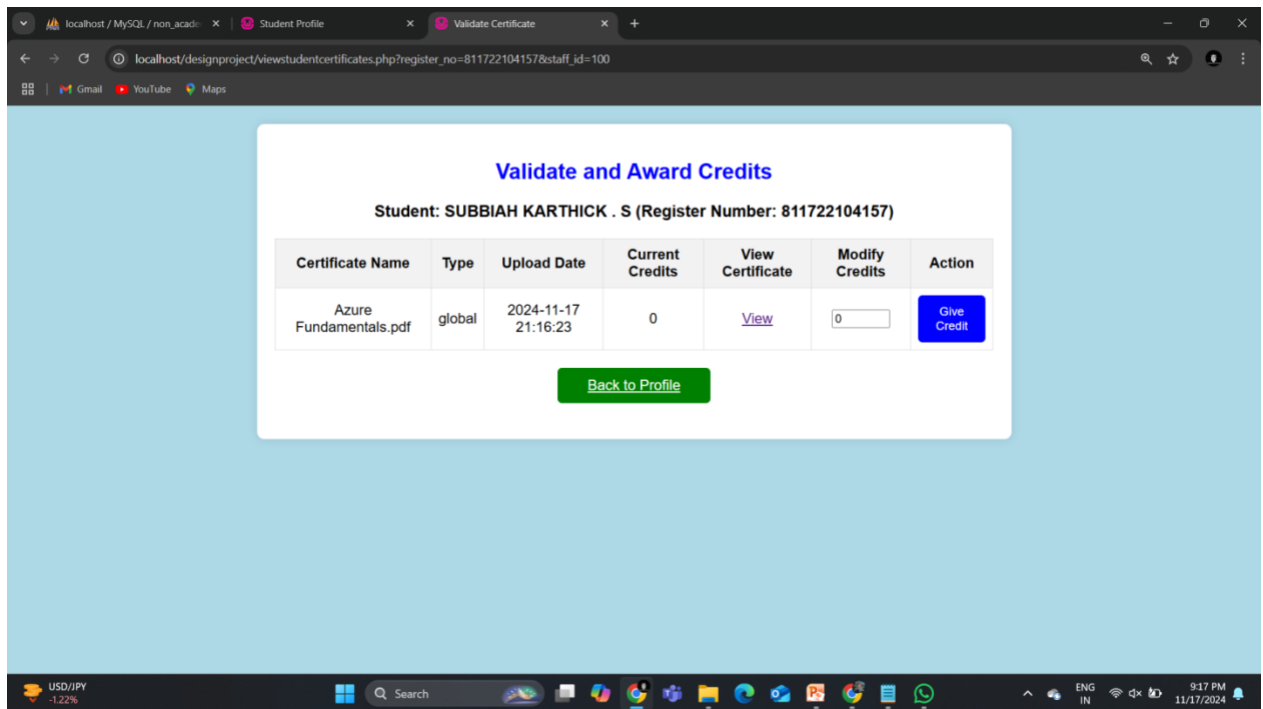 localhost / MySQL / non_acade
Student Profile
Validate Certificate
localhost/designproject/viewstudentcertificates.php?register_no=811722104157&staff_id=100
Gmail YouTube Maps
Validate and Award Credits
Student: SUBBIAH KARTHICK . S (Register Number: 811722104157)
Certificate Name
Type
Upload Date
Current
Credits
View
Certificate
Modify
Credits
Action
Azure
Fundamentals.pdf
global
2024-11-17
21:16:23
0
View
0
Give
Credit
Back to Profile
USD/JPY
-1.22%
Search
ENG
IN
9:17 PM
11/17/2024